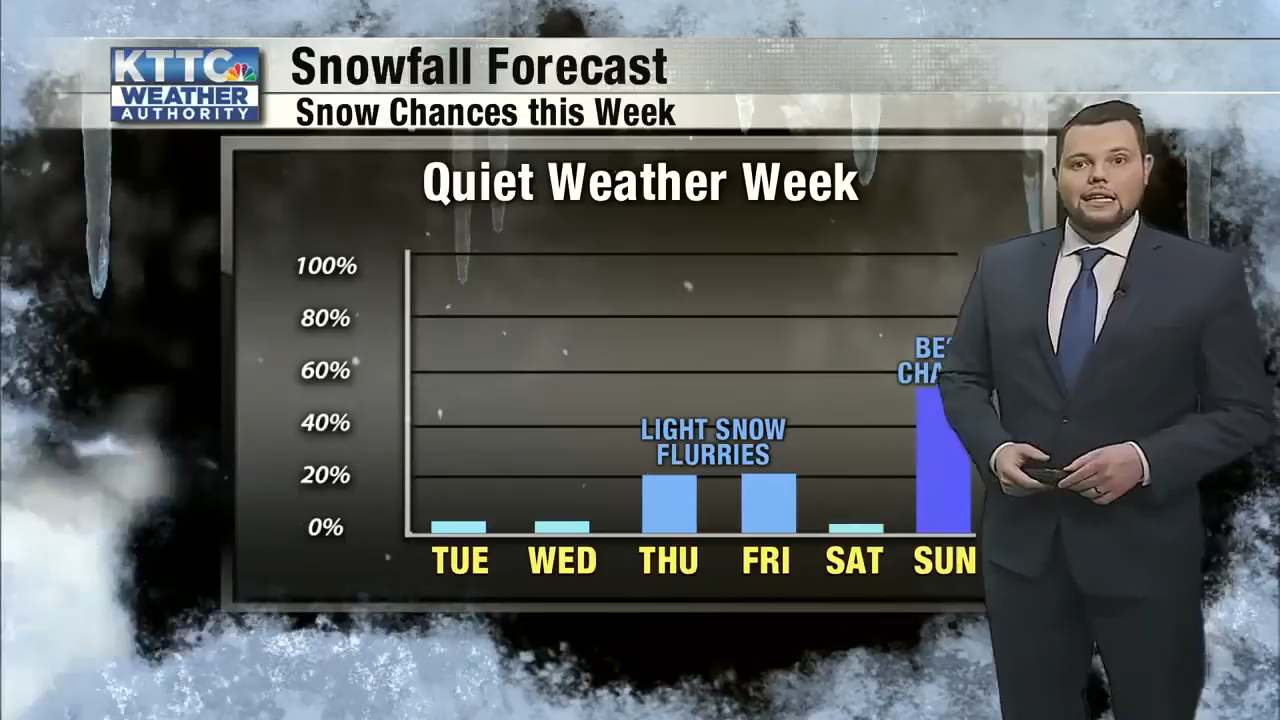 KTTC
WEATHER
AUTHORITY
Snowfall Forecast
Snow Chances this Week
Quiet Weather Week
100%
80%
60%
40%
20%
0%
LIGHT SNOW
FLURRIES
TUE
WED
THU
FRI
SAT
SUN